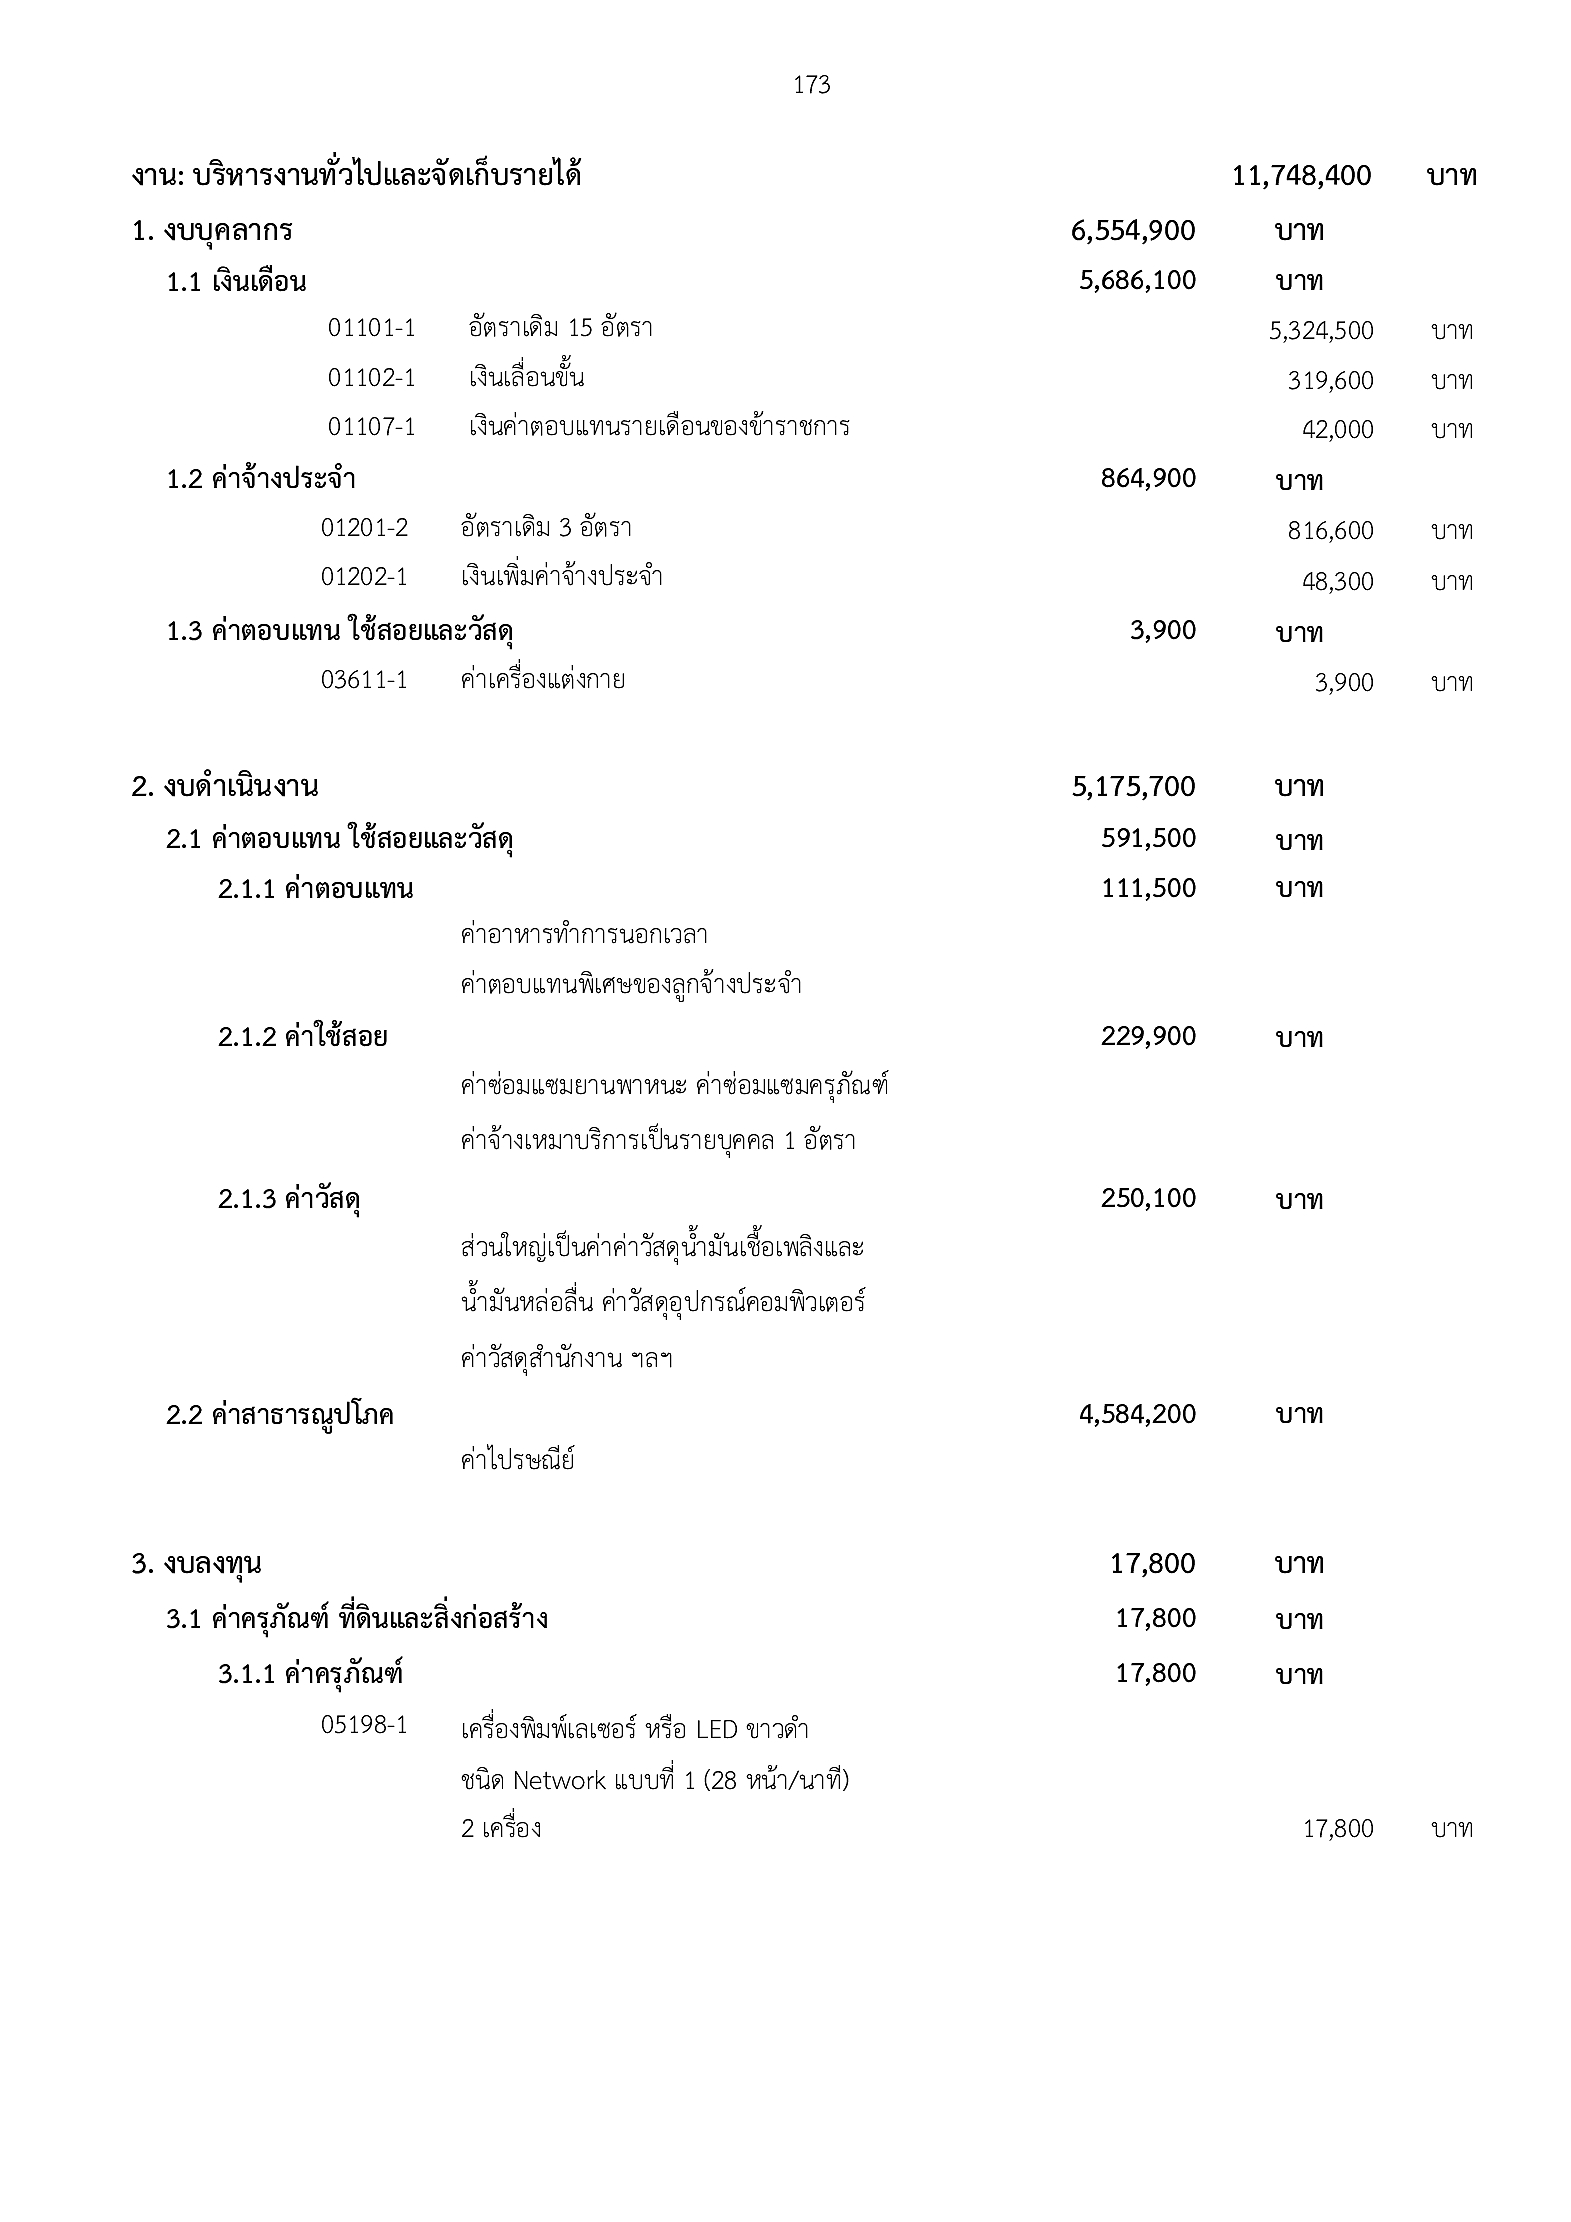 173
งาน: บริหารงานทั่วไปและจัดเก็บรายได้ 11,748,400 บาท
1. งบบุคลากร 6,554,900 บาท
1.1 เงินเดือน 5,686,100 บาท
01101-1 อัตราเดิม 15 อัตรา 5,324,500 บาท
01102-1 เงินเลื่อนขั้น 319,600 บาท
01107-1 เงินค่าตอบแทนรายเดือนของข้าราชการ 42,000 บาท
1.2 ค่าจ้างประจำ 864,900 บาท
01201-2 อัตราเดิม 3 อัตรา 816,600 บาท
01202-1 เงินเพิ่มค่าจ้างประจำ 48,300 บาท
1.3 ค่าตอบแทน ใช้สอยและวัสดุ 3,900 บาท
03611-1 ค่าเครื่องแต่งกาย 3,900 บาท
2. งบดำเนินงาน 5,175,700 บาท
2.1 ค่าตอบแทน ใช้สอยและวัสดุ 591,500 บาท
2.1.1 ค่าตอบแทน 111,500 บาท
ค่าอาหารทำการนอกเวลา
ค่าตอบแทนพิเศษของลูกจ้างประจำ
2.1.2 ค่าใช้สอย 229,900 บาท
ค่าซ่อมแซมยานพาหนะ ค่าซ่อมแซมครุภัณฑ์
ค่าจ้างเหมาบริการเป็นรายบุคคล 1 อัตรา
2.1.3 ค่าวัสดุ 250,100 บาท
ส่วนใหญ่เป็นค่าค่าวัสดุน้ำมันเชื้อเพลิงและ
น้ำมันหล่อลื่น ค่าวัสดุอุปกรณ์คอมพิวเตอร์
ค่าวัสดุสำนักงาน ฯลฯ
2.2 ค่าสาธารณูปโภค 4,584,200 บาท
ค่าไปรษณีย์
3. งบลงทุน 17,800 บาท
3.1 ค่าครุภัณฑ์ ที่ดินและสิ่งก่อสร้าง 17,800 บาท
3.1.1 ค่าครุภัณฑ์ 17,800 บาท
05198-1 เครื่องพิมพ์เลเซอร์ หรือ LED ขาวดำ
ชนิด Network แบบที่ 1 (28 หน้า/นาที)
2 เครื่อง 17,800 บาท